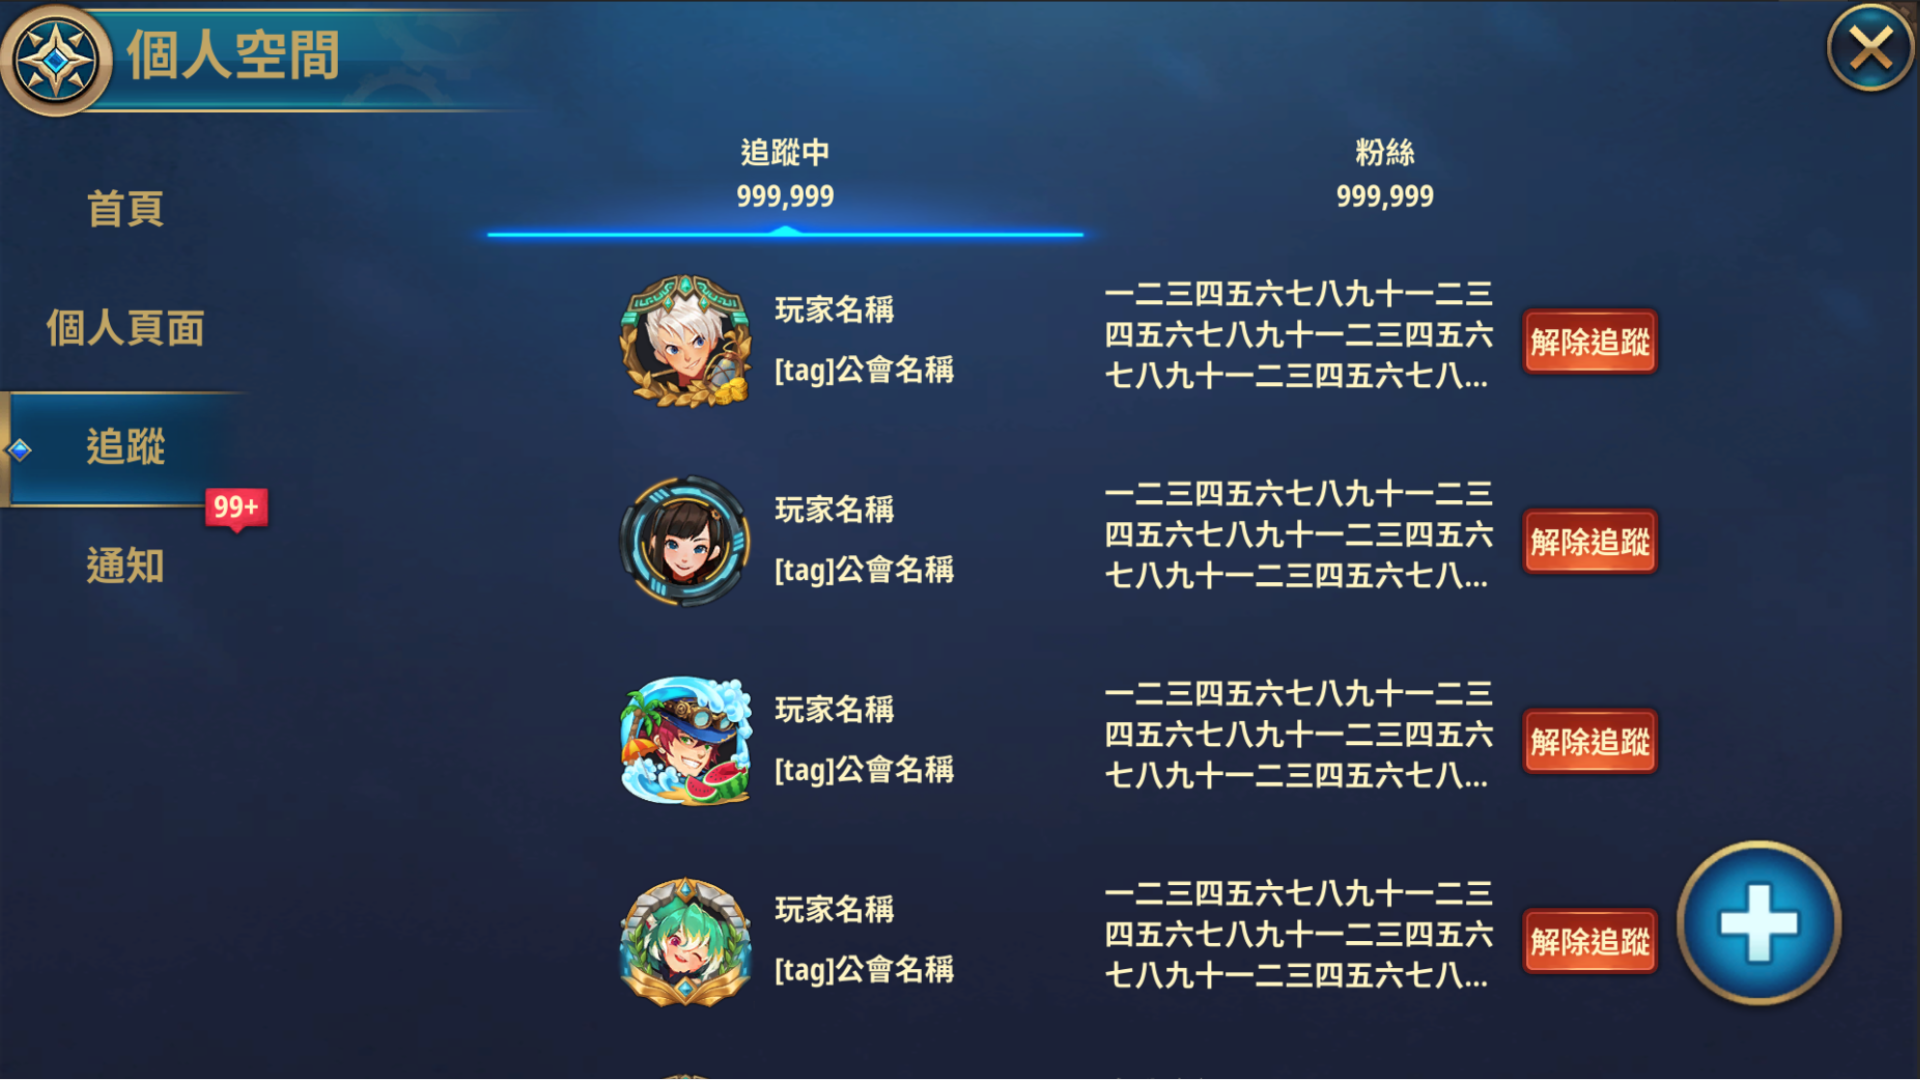 個人空間
首頁
個人頁面
追蹤
99+
通知
追蹤中
999,999
粉絲
999,999
玩家名稱
[tag]公會名稱
一二三四五六七八九十一二三
四五六七八九十一二三四五六
七八九十一二三四五六七八...
解除追蹤
玩家名稱
[tag]公會名稱
一二三四五六七八九十一二三
四五六七八九十一二三四五六
七八九十一二三四五六七八...
解除追蹤
玩家名稱
[tag]公會名稱
一二三四五六七八九十一二三
四五六七八九十一二三四五六
七八九十一二三四五六七八...
解除追蹤
玩家名稱
[tag]公會名稱
一二三四五六七八九十一二三
四五六七八九十一二三四五六
七八九十一二三四五六七八...
解除追蹤